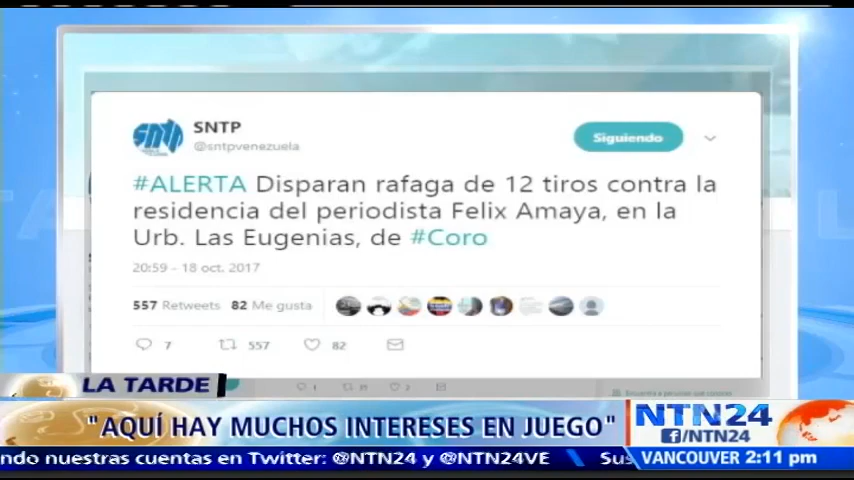 SNTP
@sntpvenezuela
Siguiendo
#ALERTA Disparan rafaga de 12 tiros contra la
residencia del periodista Felix Amaya, en la
Urb. Las Eugenias, de #Coro
20:59 - 18 oct. 2017
557 Retweets 82 Me gusta
7 557 82
LA TARDE
"AQUÍ HAY MUCHOS INTERESES EN JUEGO"
NTN24
f/NTN24
ndo nuestras cuentas en Twitter: @NTN24 y @NTN24VE Sus
VANCOUVER 2:11 pm